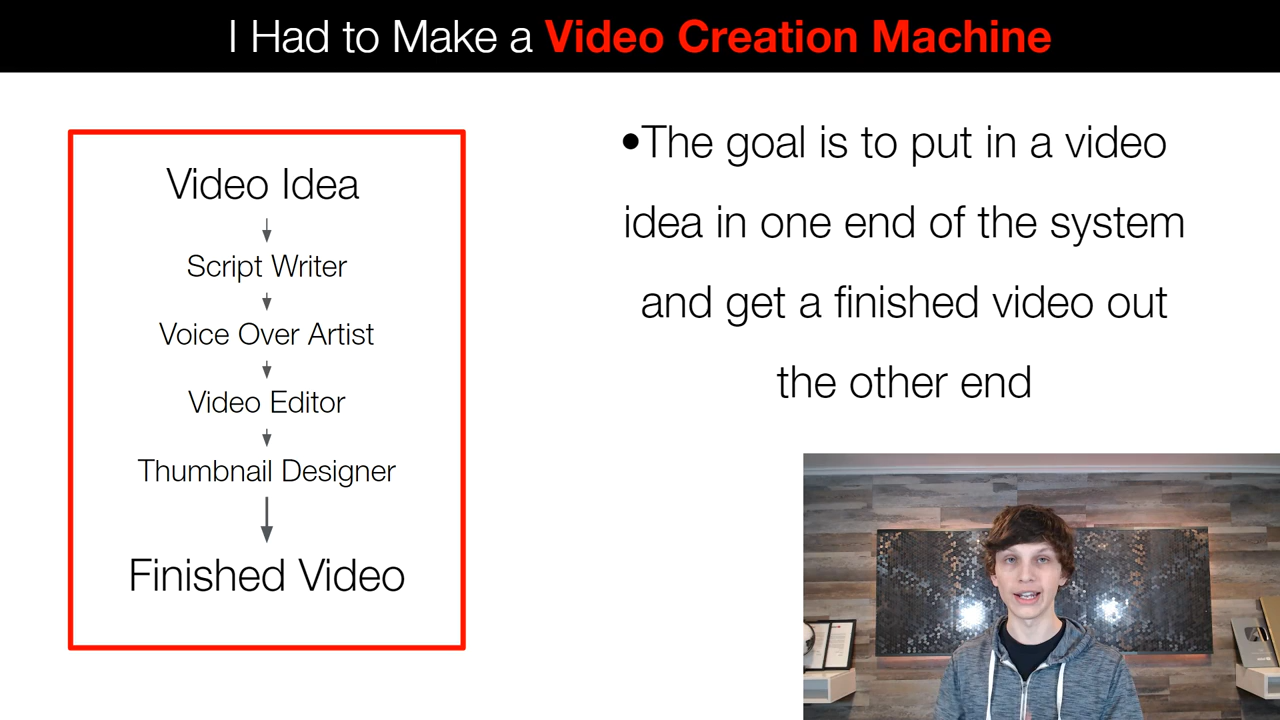 I Had to Make a Video Creation Machine
Video Idea
Script Writer
Voice Over Artist
Video Editor
Thumbnail Designer
Finished Video
•The goal is to put in a video
idea in one end of the system
and get a finished video out
the other end